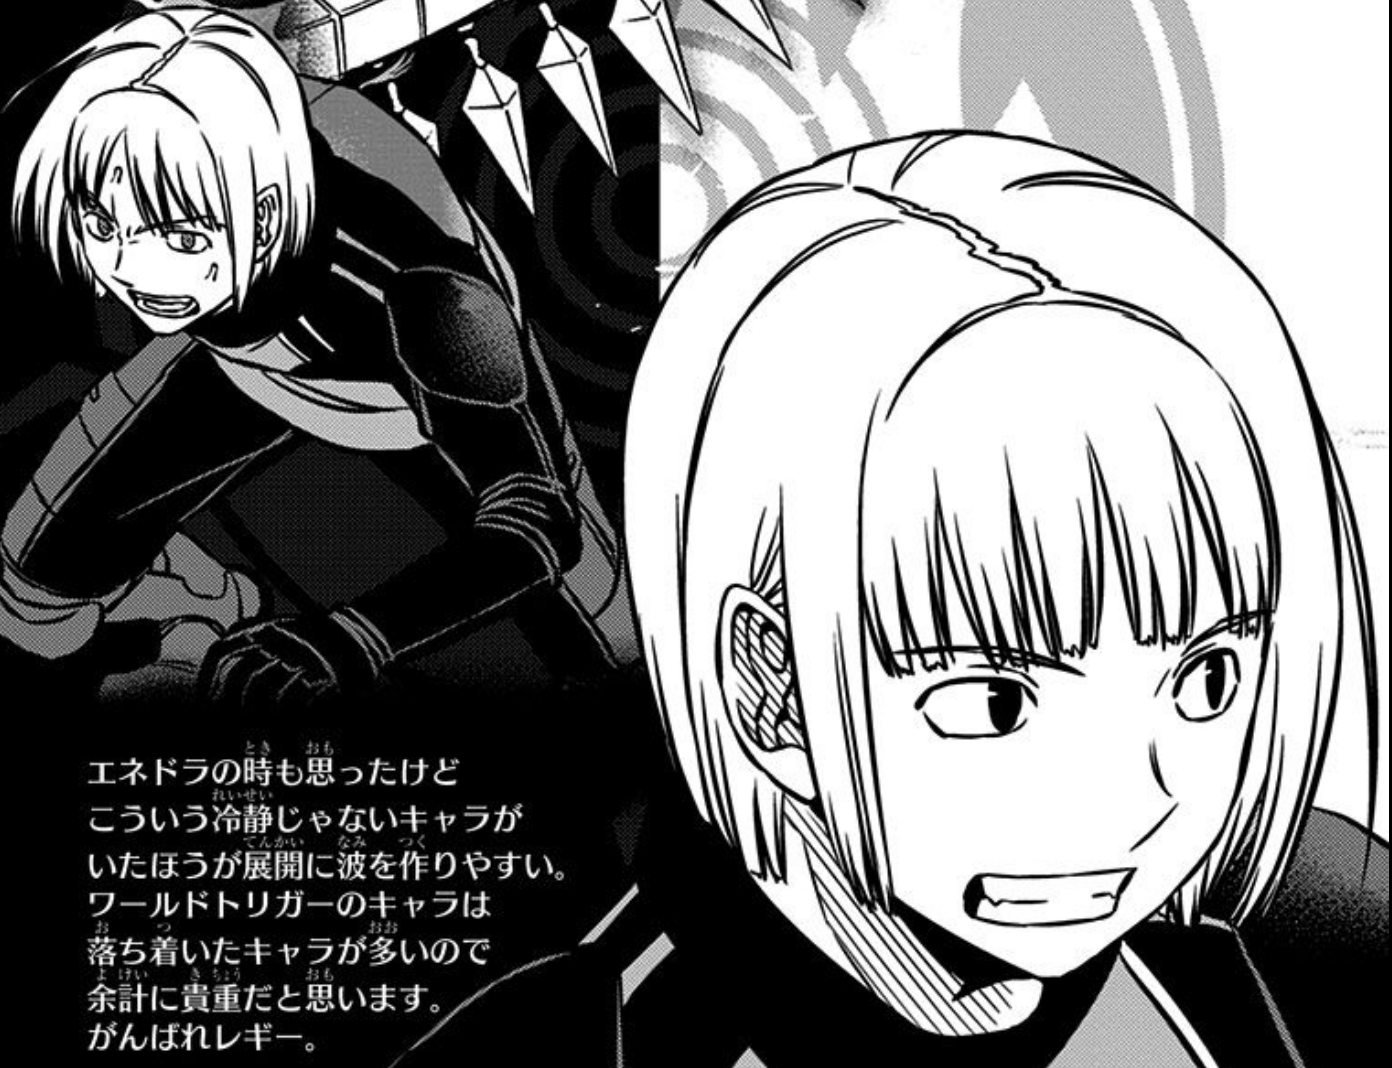 エネドラの時も思ったけど
こういう冷静じゃないキャラが
いたほうが展開に波を作りやすい。
ワールドトリガーのキャラは
落ち着いたキャラが多いので
余計に貴重だと思います。
がんばれレギー。